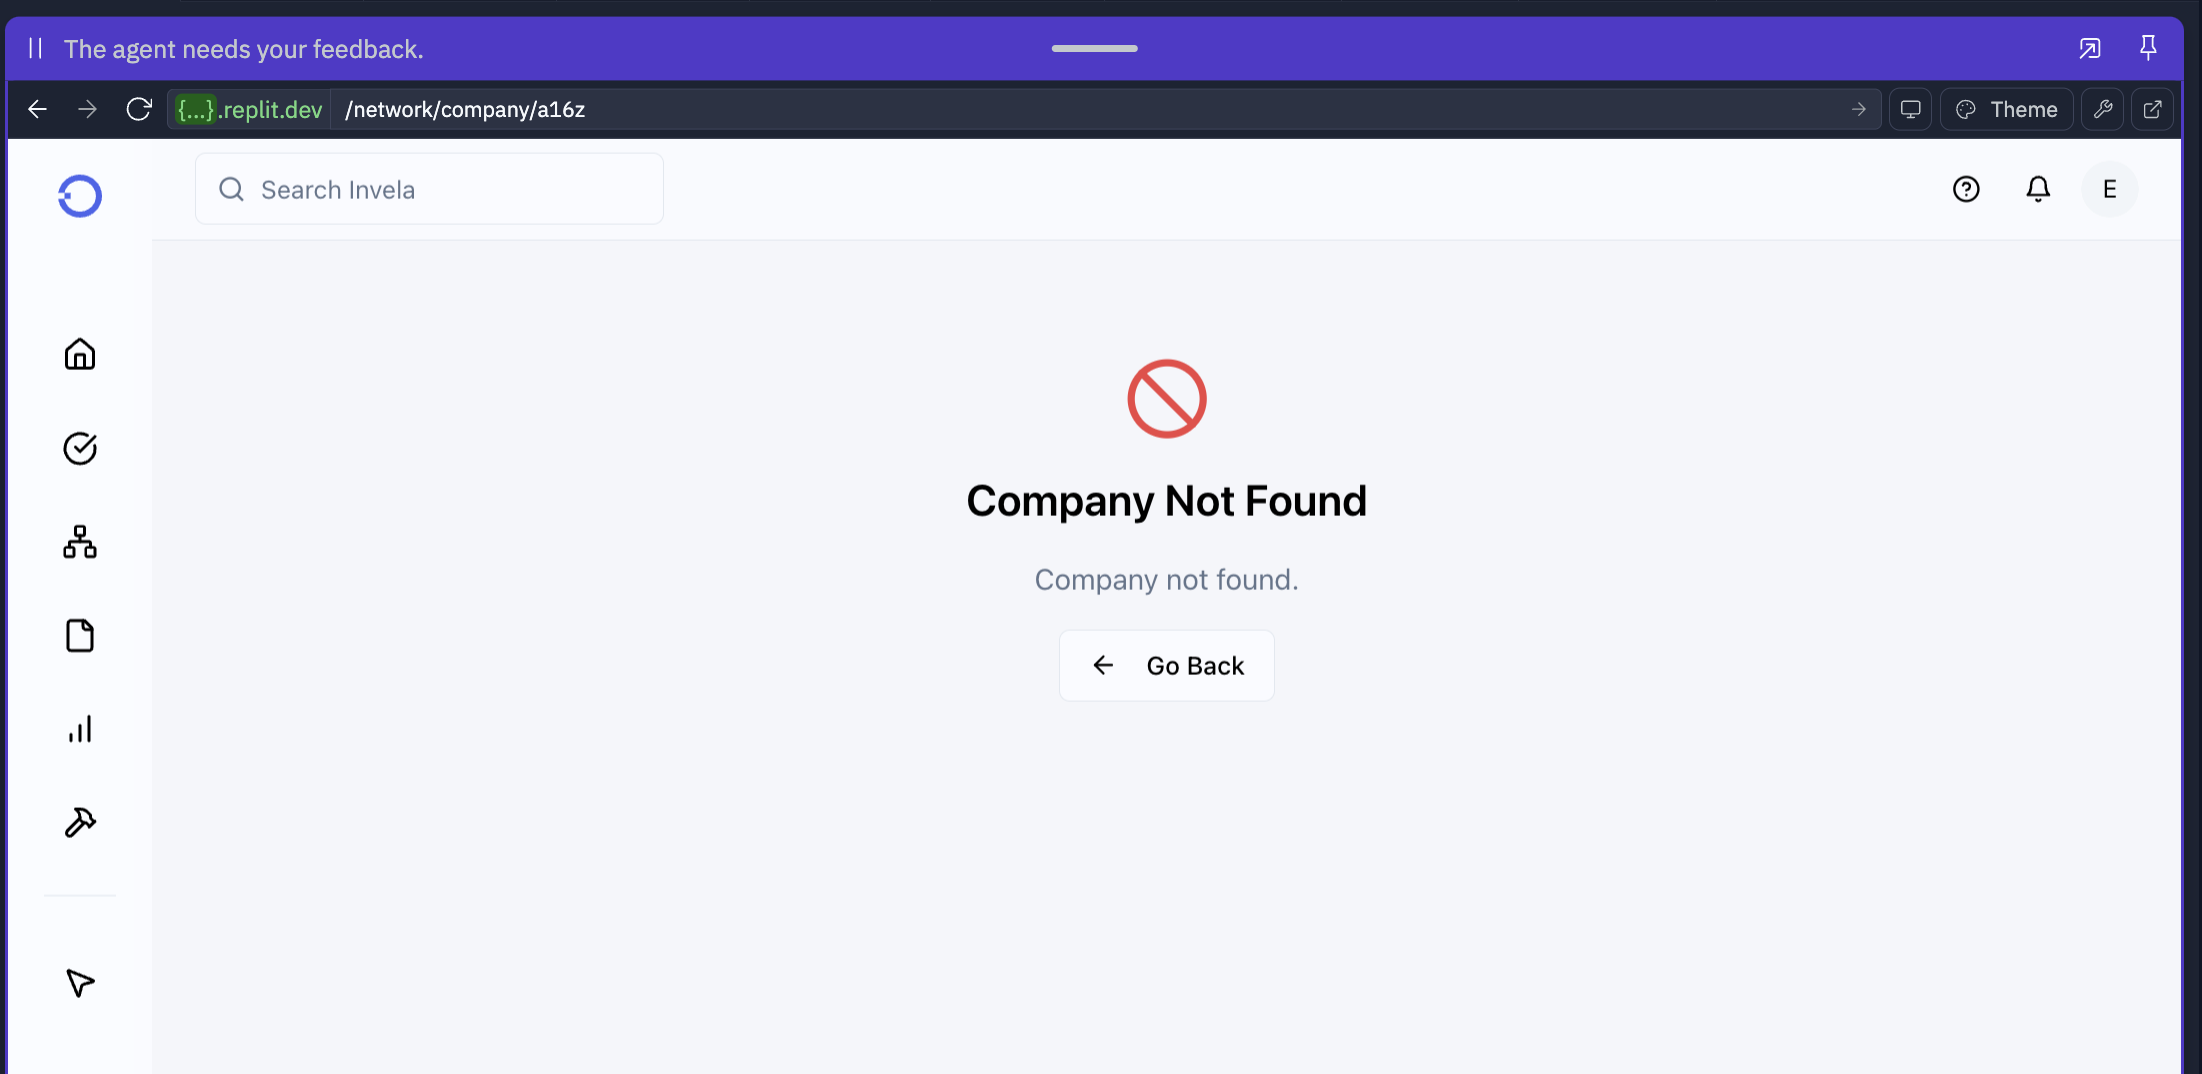 The agent needs your feedback.
{...}.replit.dev /network/company/a16z
Theme
Search Invela
E
Company Not Found
Company not found.
Go Back